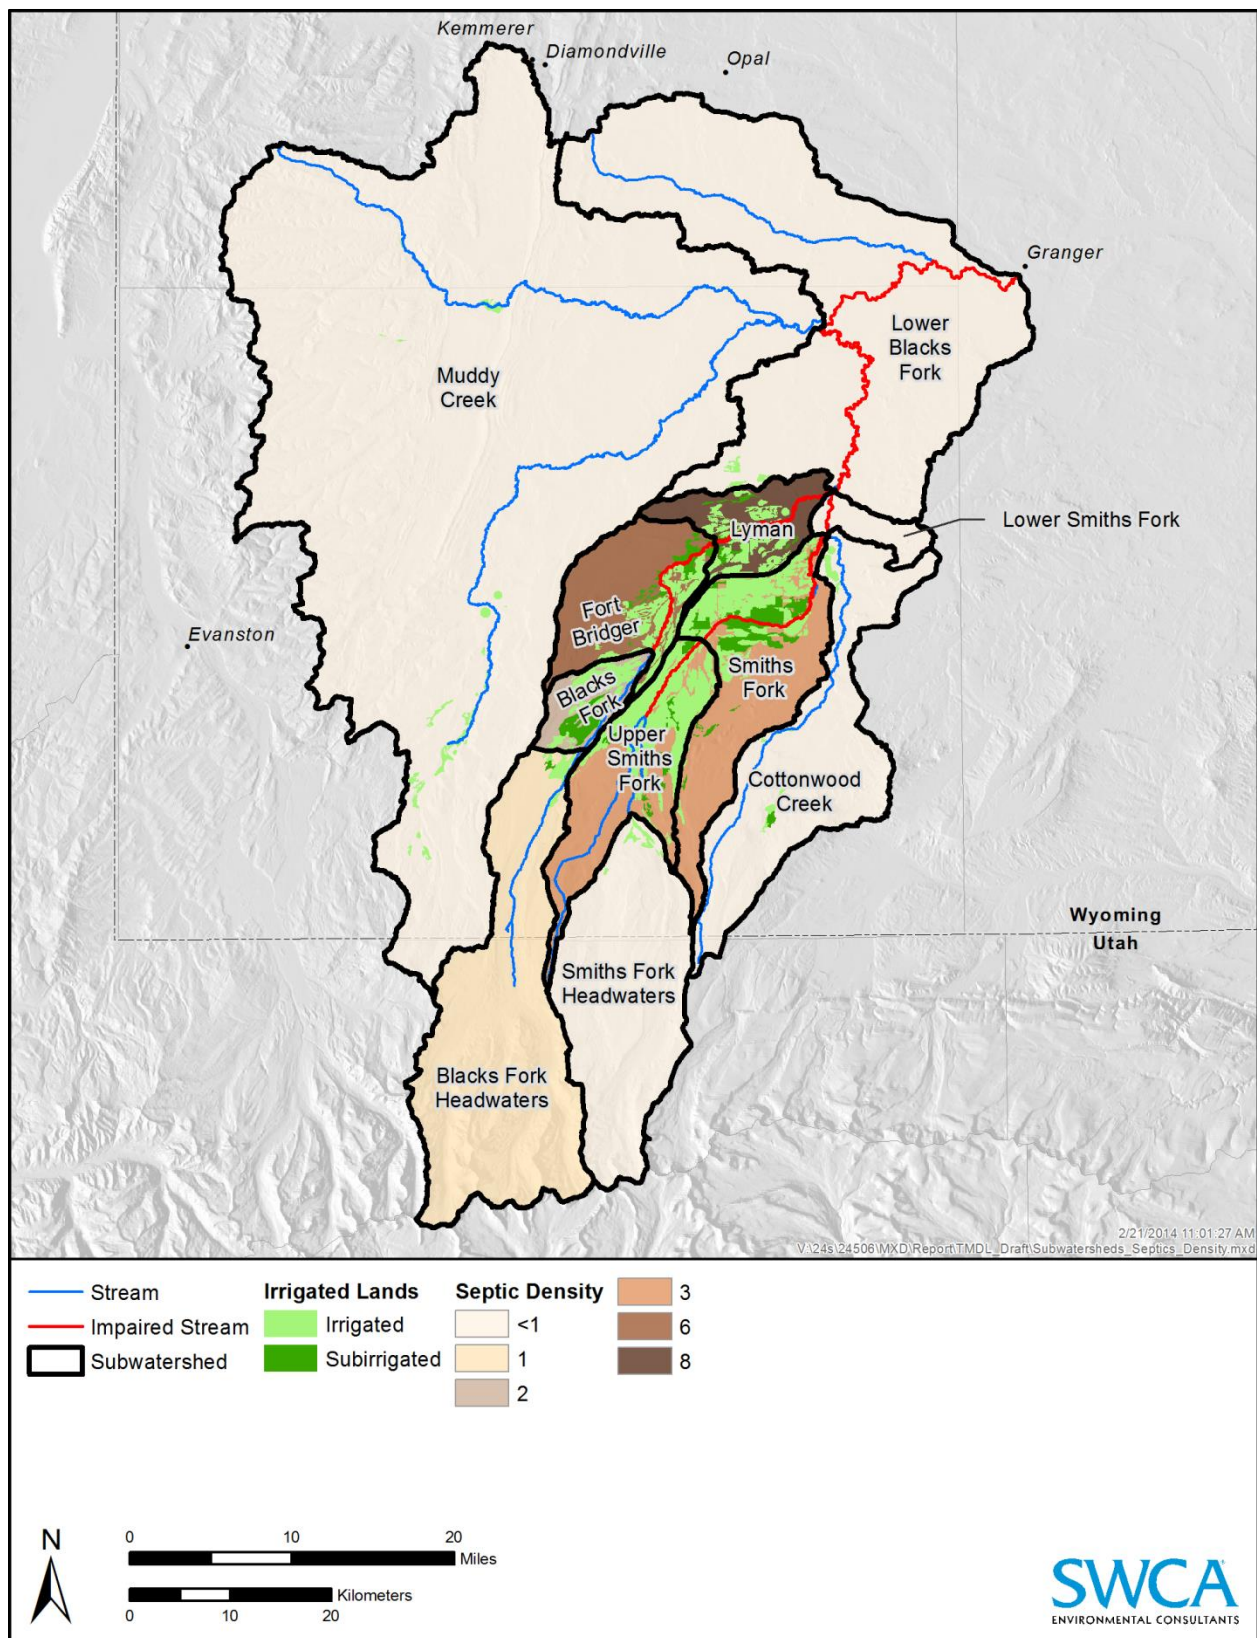 Kemmerer
Diamondville
Opal
Granger
Lower
Blacks
Fork
Muddy
Creek
Lyman
Lower Smiths Fork
Fort
Bridger
Evanston
Blacks
Fork
Smiths
Fork
Upper
Smiths
Fork
Cottonwood
Creek
Wyoming
Utah
Smiths Fork
Headwaters
Blacks Fork
Headwaters
2/21/2014 11:01:27 AM
V:\24s\24506\MXD\Report\TMDL_Draft\Subwatersheds_Septics_Density.mxd
Stream
Impaired Stream
Subwatershed
Irrigated Lands
Irrigated
Subirrigated
Septic Density
<1
1
2
3
6
8
N
0 10 20
Miles
Kilometers
0 10 20
SWCA
ENVIRONMENTAL CONSULTANTS